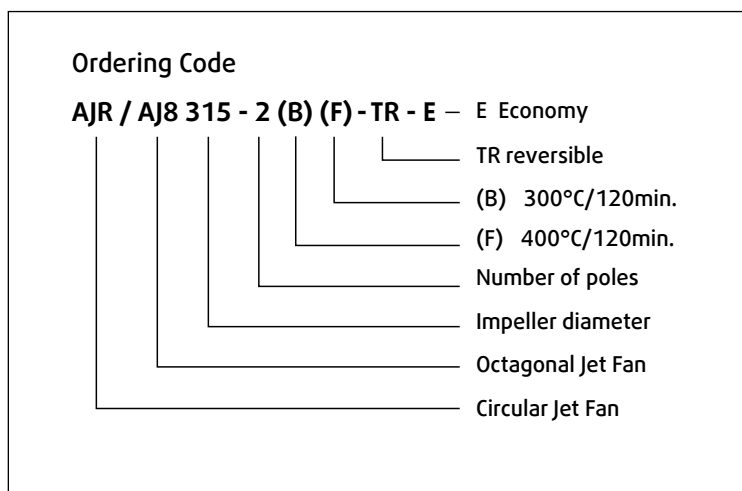 Ordering Code
AJR / AJ8 315 - 2 (B) (F) - TR - E – E Economy
TR reversible
(B) 300°C/120min.
(F) 400°C/120min.
Number of poles
Impeller diameter
Octagonal Jet Fan
Circular Jet Fan